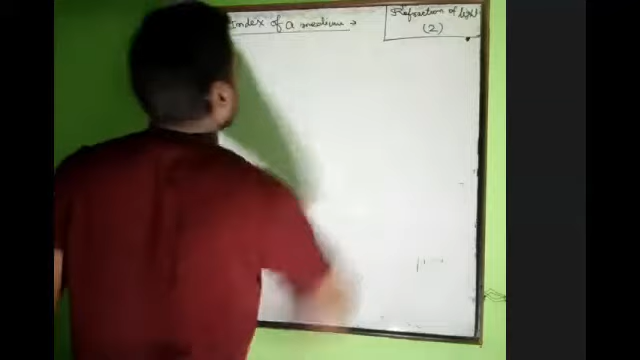 Index of a medium →
Refraction of light
(2)